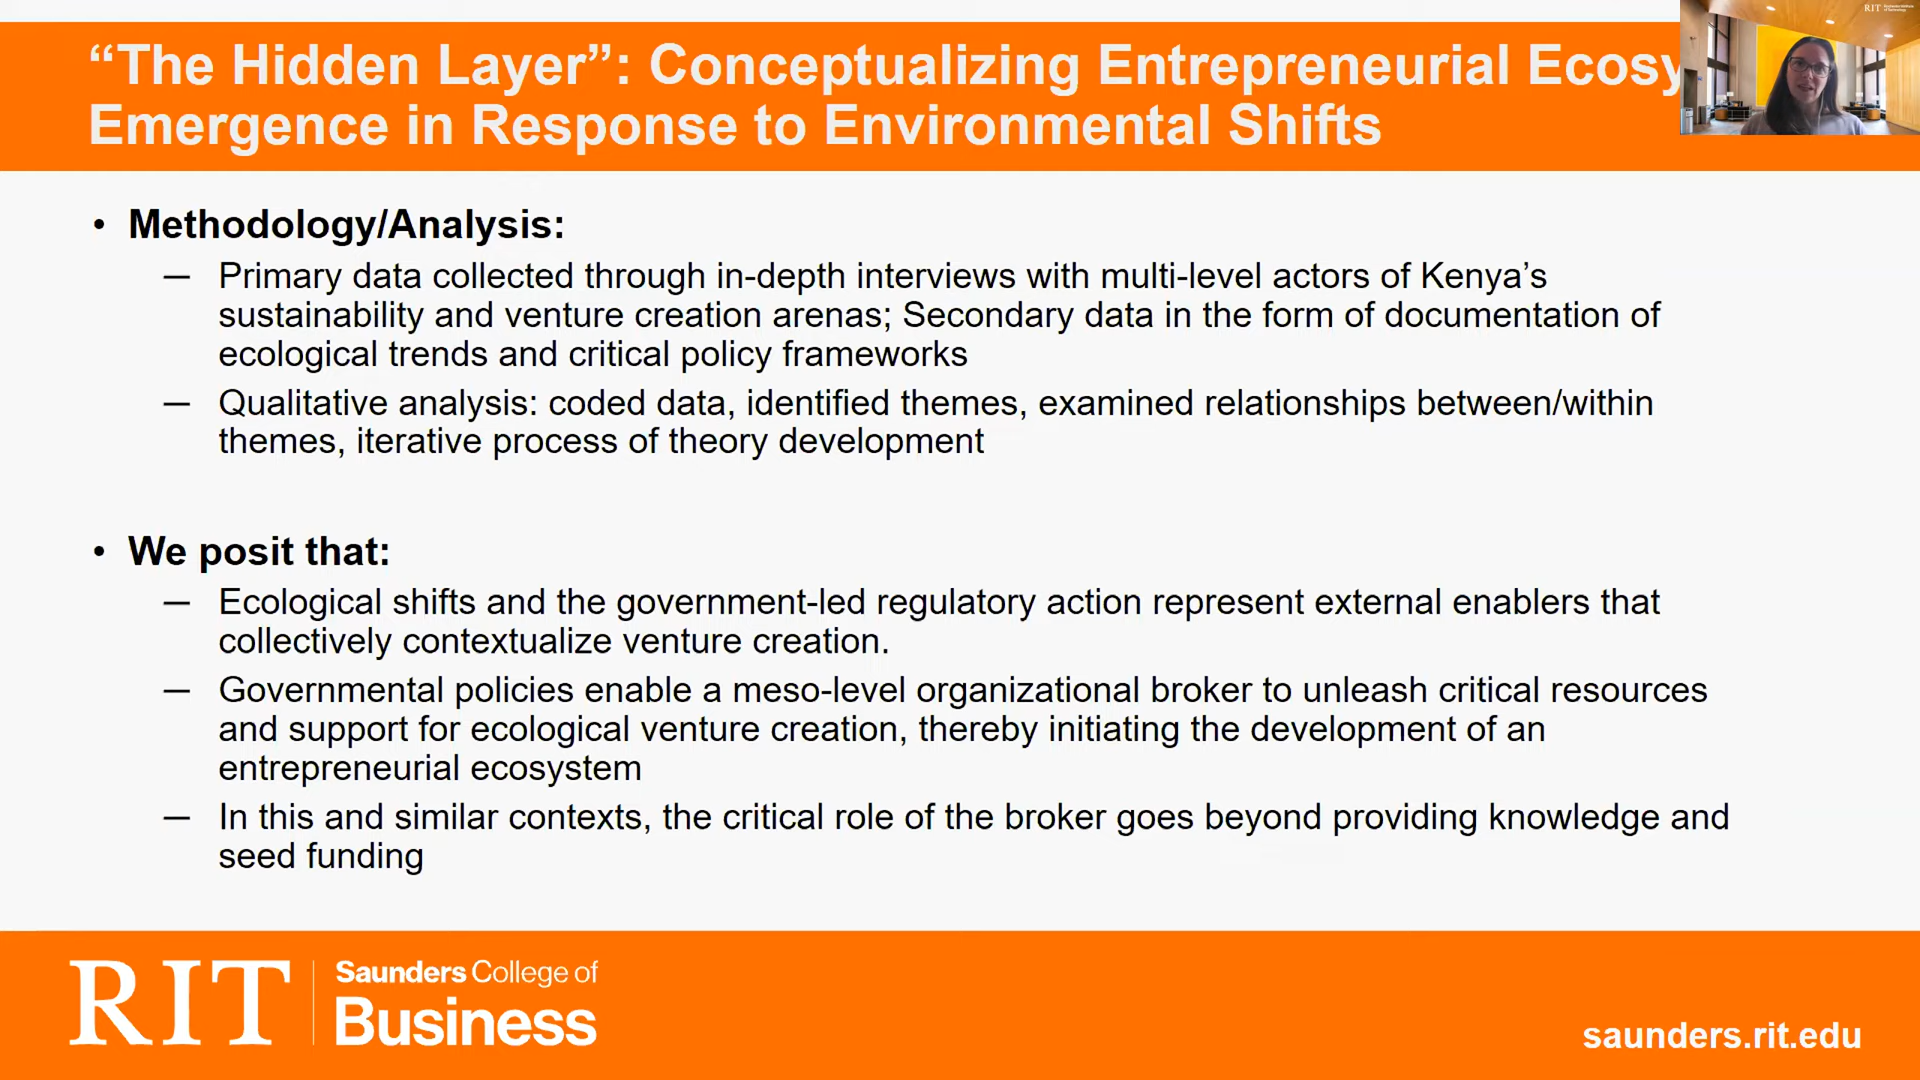 “The Hidden Layer”: Conceptualizing Entrepreneurial Ecosy
Emergence in Response to Environmental Shifts
RIT
• Methodology/Analysis:
— Primary data collected through in-depth interviews with multi-level actors of Kenya’s
sustainability and venture creation arenas; Secondary data in the form of documentation of
ecological trends and critical policy frameworks
— Qualitative analysis: coded data, identified themes, examined relationships between/within
themes, iterative process of theory development
• We posit that:
— Ecological shifts and the government-led regulatory action represent external enablers that
collectively contextualize venture creation.
— Governmental policies enable a meso-level organizational broker to unleash critical resources
and support for ecological venture creation, thereby initiating the development of an
entrepreneurial ecosystem
— In this and similar contexts, the critical role of the broker goes beyond providing knowledge and
seed funding
RIT
Saunders College of
Business
saunders.rit.edu